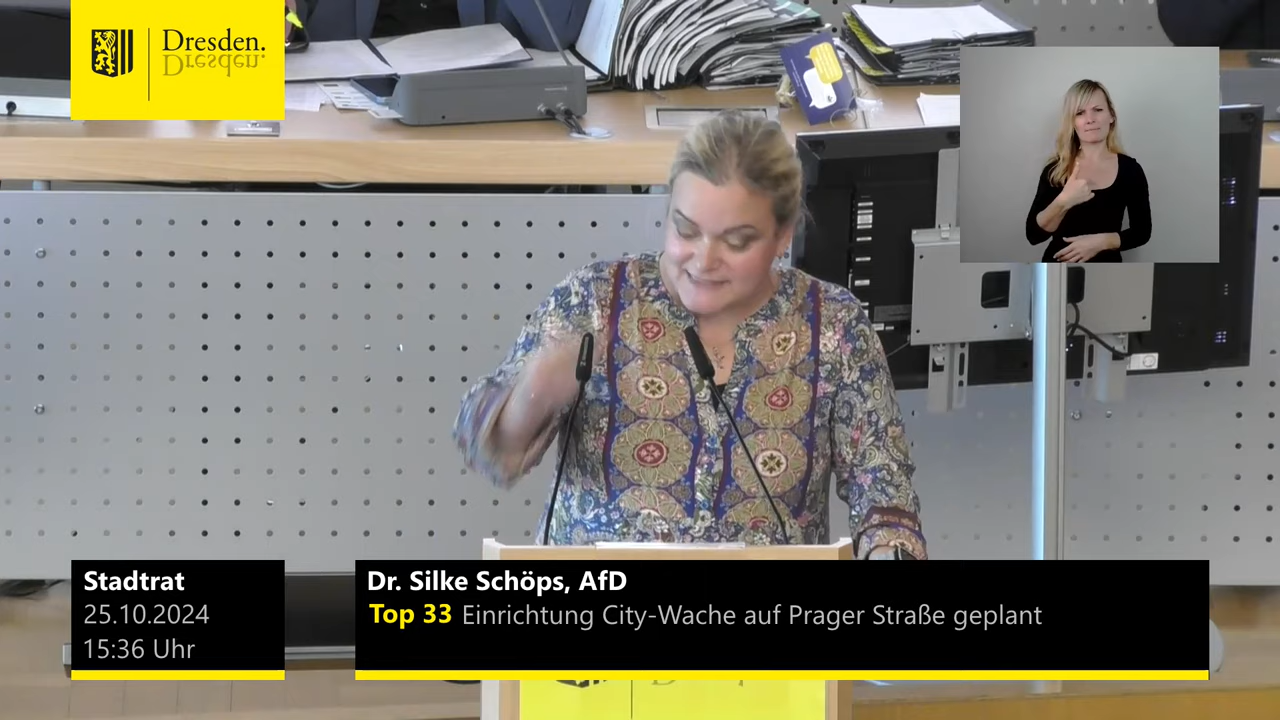 Dresden.
Dresden.
Stadtrat
25.10.2024
15:36 Uhr
Dr. Silke Schöps, AfD
Top 33 Einrichtung City-Wache auf Prager Straße geplant